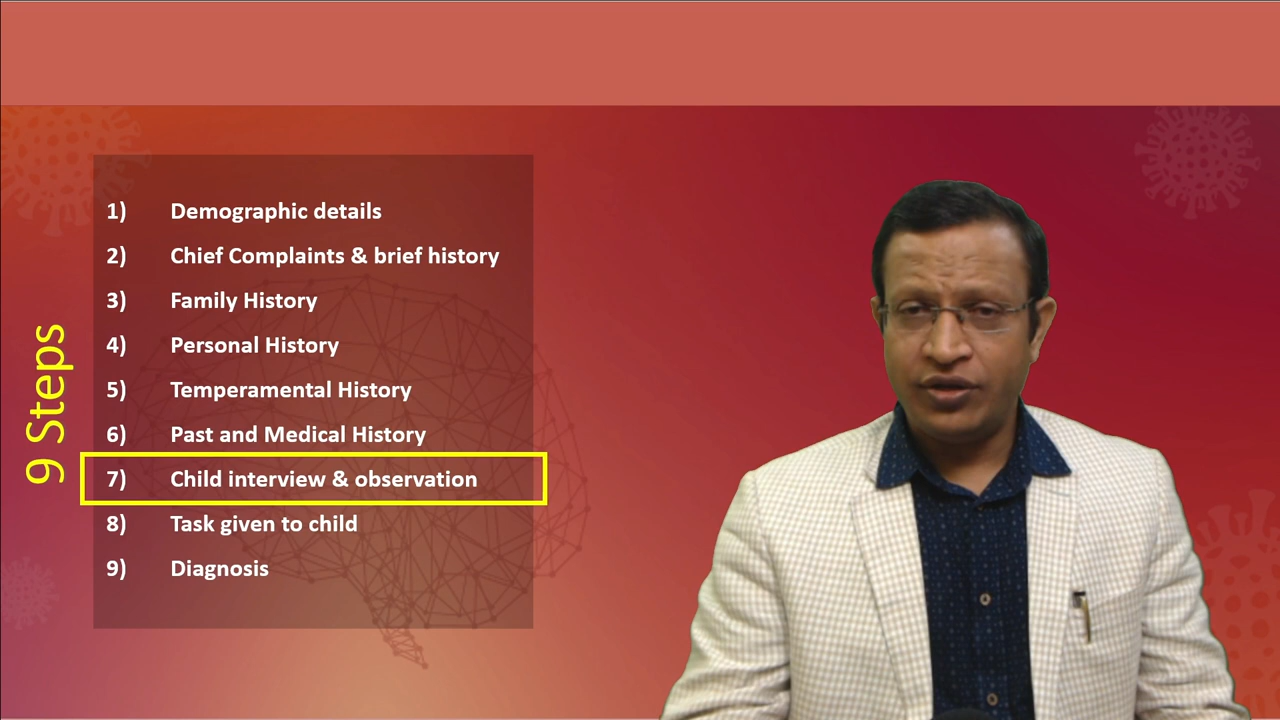 9 Steps
1) Demographic details
2) Chief Complaints & brief history
3) Family History
4) Personal History
5) Temperamental History
6) Past and Medical History
7) Child interview & observation
8) Task given to child
9) Diagnosis